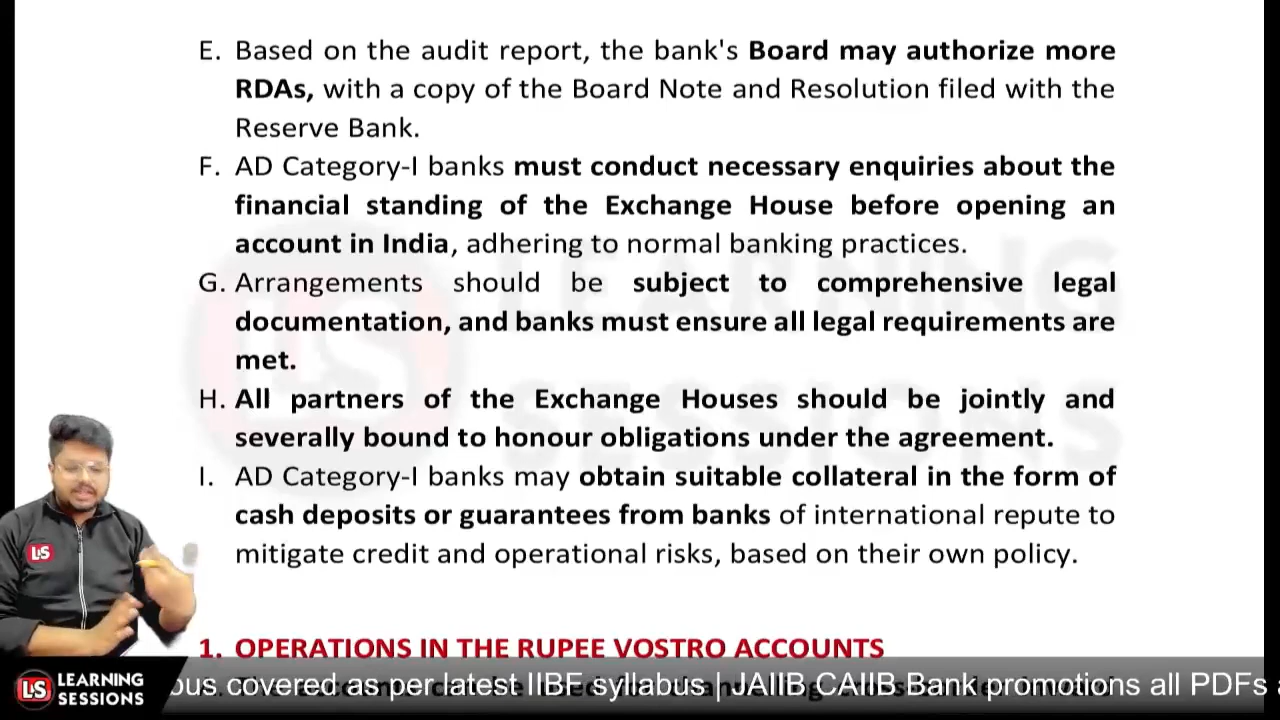 E. Based on the audit report, the bank's Board may authorize more
RDAs, with a copy of the Board Note and Resolution filed with the
Reserve Bank.
F. AD Category-I banks must conduct necessary enquiries about the
financial standing of the Exchange House before opening an
account in India, adhering to normal banking practices.
G. Arrangements should be subject to comprehensive legal
documentation, and banks must ensure all legal requirements are
met.
H. All partners of the Exchange Houses should be jointly and
severally bound to honour obligations under the agreement.
I. AD Category-I banks may obtain suitable collateral in the form of
cash deposits or guarantees from banks of international repute to
mitigate credit and operational risks, based on their own policy.
LEARNING
SESSIONS
LS
LS
1. OPERATIONS IN THE RUPEE VOSTRO ACCOUNTS
LS LEARNING
SESSIONS
covered as per latest IIBF syllabus | JAIIB CAIIB Bank promotions all PDFs